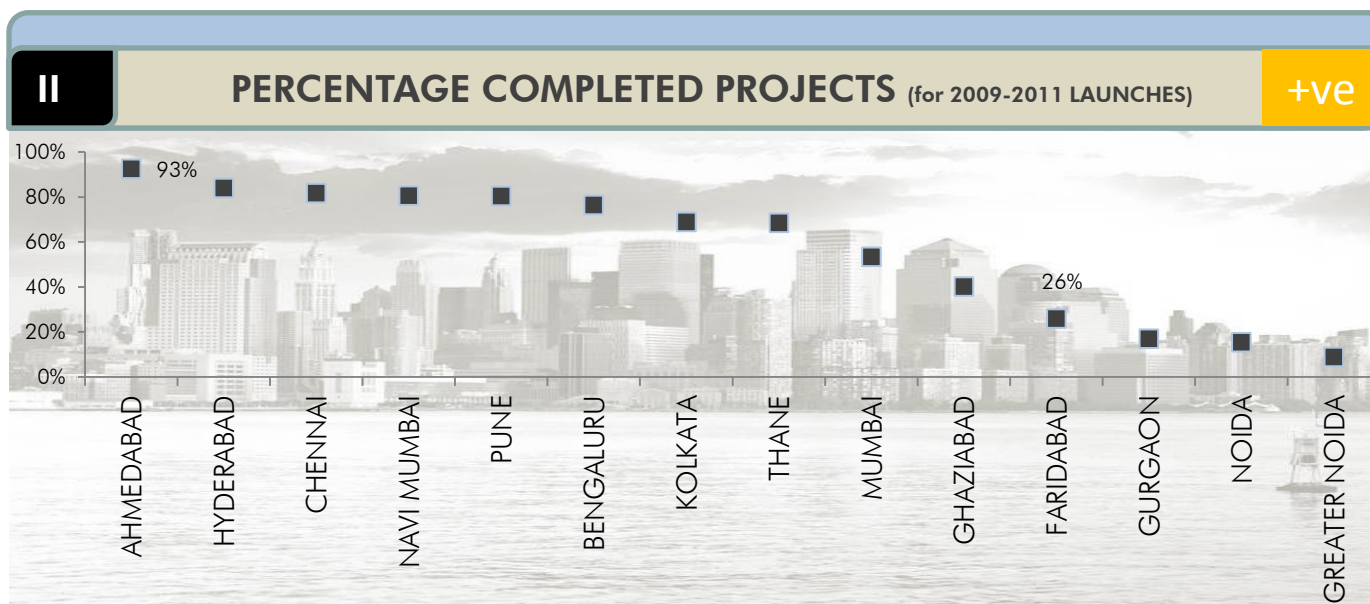 II
PERCENTAGE COMPLETED PROJECTS (for 2009-2011 LAUNCHES)
+ve
100%
80%
60%
40%
20%
0%
93%
26%
AHMEDABAD
HYDERABAD
CHENNAI
NAVI MUMBAI
PUNE
BENGALURU
KOLKATA
THANE
MUMBAI
GHAZIABAD
FARIDABAD
GURGAON
NOIDA
GREATER NOIDA